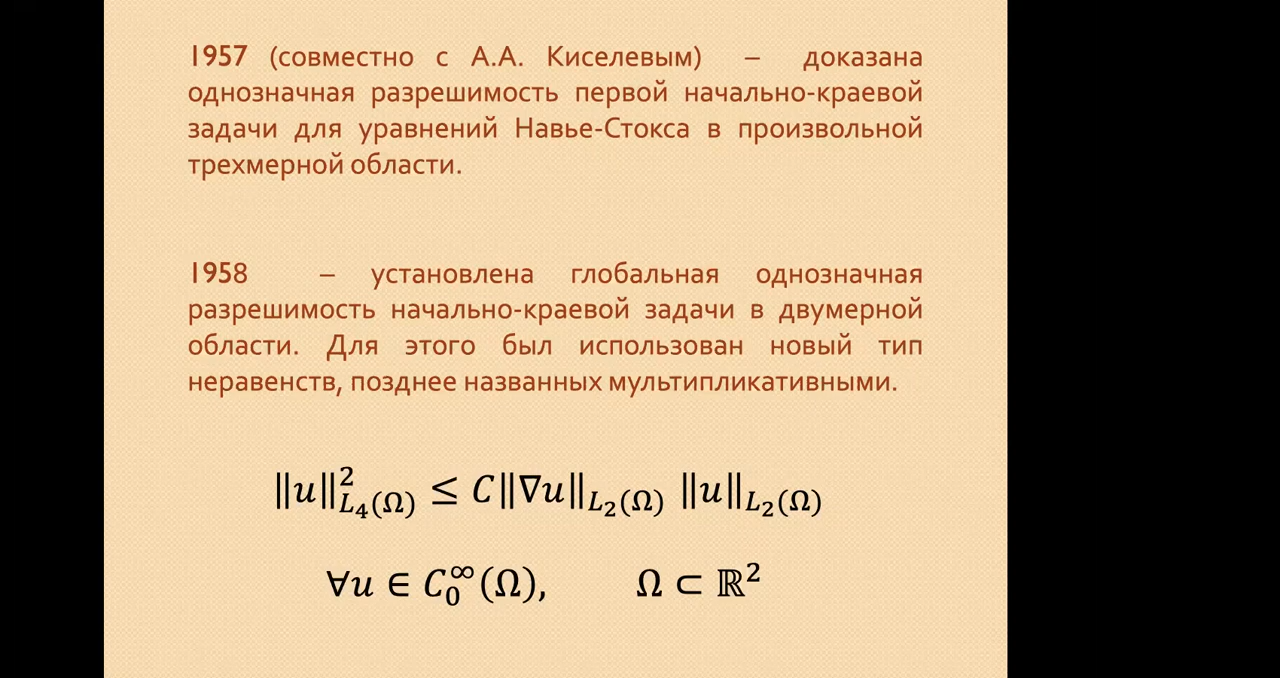 1957 (совместно с А.А. Киселевым) – доказана
однозначная разрешимость первой начально-краевой
задачи для уравнений Навье-Стокса в произвольной
трехмерной области.
1958 – установлена глобальная однозначная
разрешимость начально-краевой задачи в двумерной
области. Для этого был использован новый тип
неравенств, позднее названных мультипликативными.
‖u‖²_{L₄(Ω)} ≤ C‖∇u‖_{L₂(Ω)} ‖u‖_{L₂(Ω)}
∀u ∈ C₀^∞(Ω), Ω ⊂ ℝ²